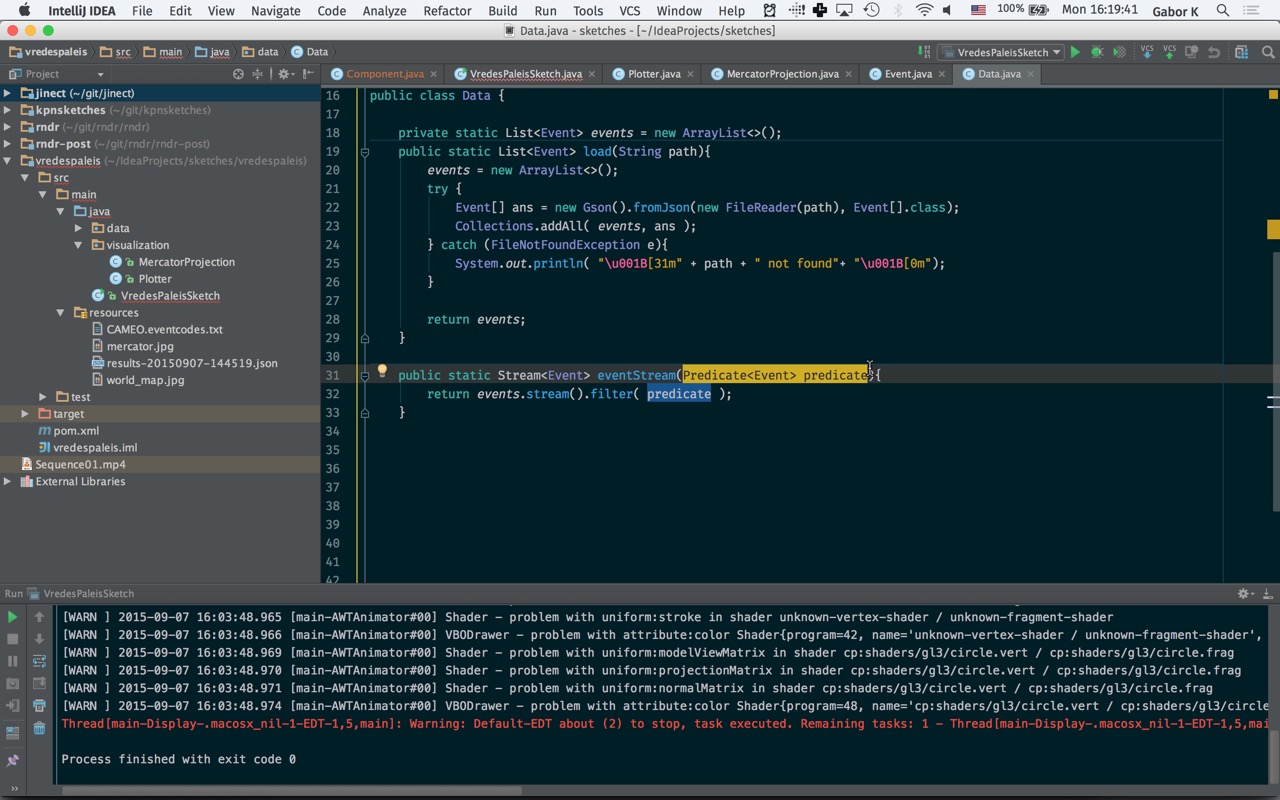 IntelliJ IDEA File Edit View Navigate Code Analyze Refactor Build Run Tools VCS Window Help 100% Mon 16:19:41 Gabor K
Data.java - sketches - [~/IdeaProjects/sketches]
vredespaleis src main java data Data VredesPaleisSketch VCS VCS
Project Component.java VredesPaleisSketch.java Plotter.java MercatorProjection.java Event.java Data.java
jinect (~/git/jinect)
kpnsketches (~/git/kpnsketches)
rndr (~/git/rndr/rndr)
rndr-post (~/git/rndr/rndr-post)
vredespaleis (~/IdeaProjects/sketches/vredespaleis)
src
main
java
data
visualization
MercatorProjection
Plotter
VredesPaleisSketch
resources
CAMEO.eventcodes.txt
mercator.jpg
results-20150907-144519.json
world_map.jpg
test
target
pom.xml
vredespaleis.iml
Sequence01.mp4
External Libraries
16 public class Data {
17
18 private static List<Event> events = new ArrayList<>();
19 public static List<Event> load(String path){
20 events = new ArrayList<>();
21 try {
22 Event[] ans = new Gson().fromJson(new FileReader(path), Event[].class);
23 Collections.addAll( events, ans );
24 } catch (FileNotFoundException e){
25 System.out.println( "\u001B[31m" + path + " not found"+ "\u001B[0m");
26 }
27
28 return events;
29 }
30
31 public static Stream<Event> eventStream(Predicate<Event> predicate){
32 return events.stream().filter( predicate );
33 }
34
35
36
37
38
39
40
41
42
Run VredesPaleisSketch
[WARN ] 2015-09-07 16:03:48.965 [main-AWTAnimator#00] Shader - problem with uniform:stroke in shader unknown-vertex-shader / unknown-fragment-shader
[WARN ] 2015-09-07 16:03:48.966 [main-AWTAnimator#00] VBODrawer - problem with attribute:color Shader{program=42, name='unknown-vertex-shader / unknown-fragment-shader',
[WARN ] 2015-09-07 16:03:48.969 [main-AWTAnimator#00] Shader - problem with uniform:modelViewMatrix in shader cp:shaders/gl3/circle.vert / cp:shaders/gl3/circle.frag
[WARN ] 2015-09-07 16:03:48.970 [main-AWTAnimator#00] Shader - problem with uniform:projectionMatrix in shader cp:shaders/gl3/circle.vert / cp:shaders/gl3/circle.frag
[WARN ] 2015-09-07 16:03:48.971 [main-AWTAnimator#00] Shader - problem with uniform:normalMatrix in shader cp:shaders/gl3/circle.vert / cp:shaders/gl3/circle.frag
[WARN ] 2015-09-07 16:03:48.974 [main-AWTAnimator#00] VBODrawer - problem with attribute:color Shader{program=48, name='cp:shaders/gl3/circle.vert / cp:shaders/gl3/circle
Thread[main-Display-.macosx_nil-1-EDT-1,5,main]: Warning: Default-EDT about (2) to stop, task executed. Remaining tasks: 1 - Thread[main-Display-.macosx_nil-1-EDT-1,5,mai
Process finished with exit code 0